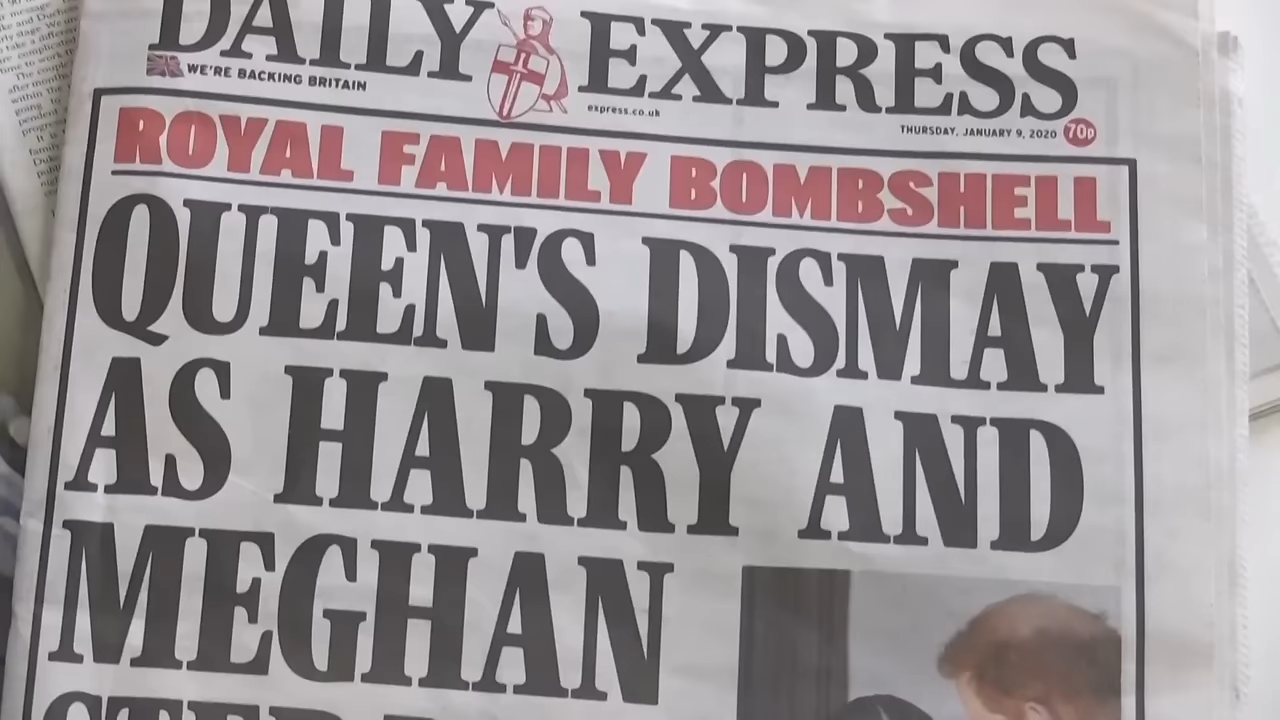 DAILY EXPRESS
WE'RE BACKING BRITAIN
express.co.uk
THURSDAY, JANUARY 9, 2020 70p
ROYAL FAMILY BOMBSHELL
QUEEN'S DISMAY
AS HARRY AND
MEGHAN